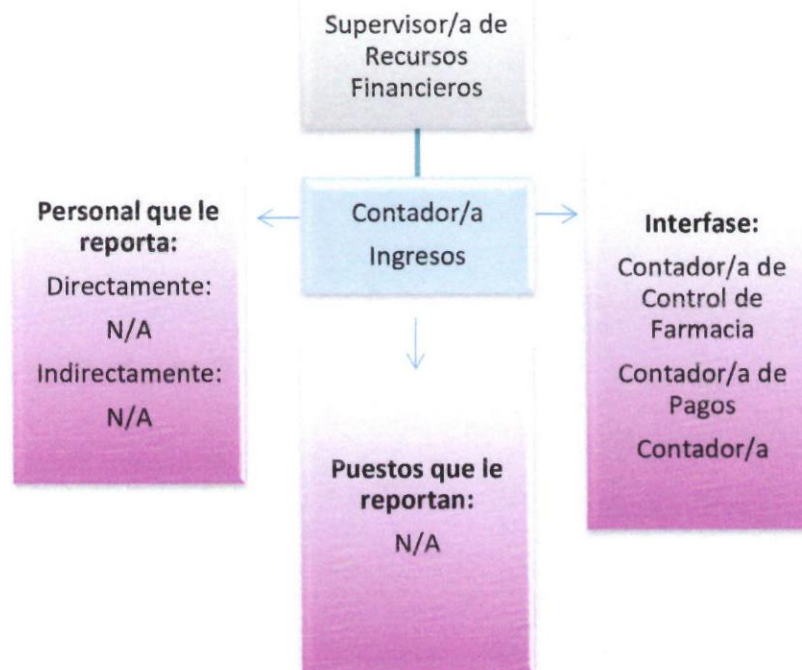 Supervisor/a de
Recursos
Financieros
Contador/a
Ingresos
Personal que le
reporta:
Directamente:
N/A
Indirectamente:
N/A
Puestos que le
reportan:
N/A
Interfase:
Contador/a de
Control de
Farmacia
Contador/a de
Pagos
Contador/a